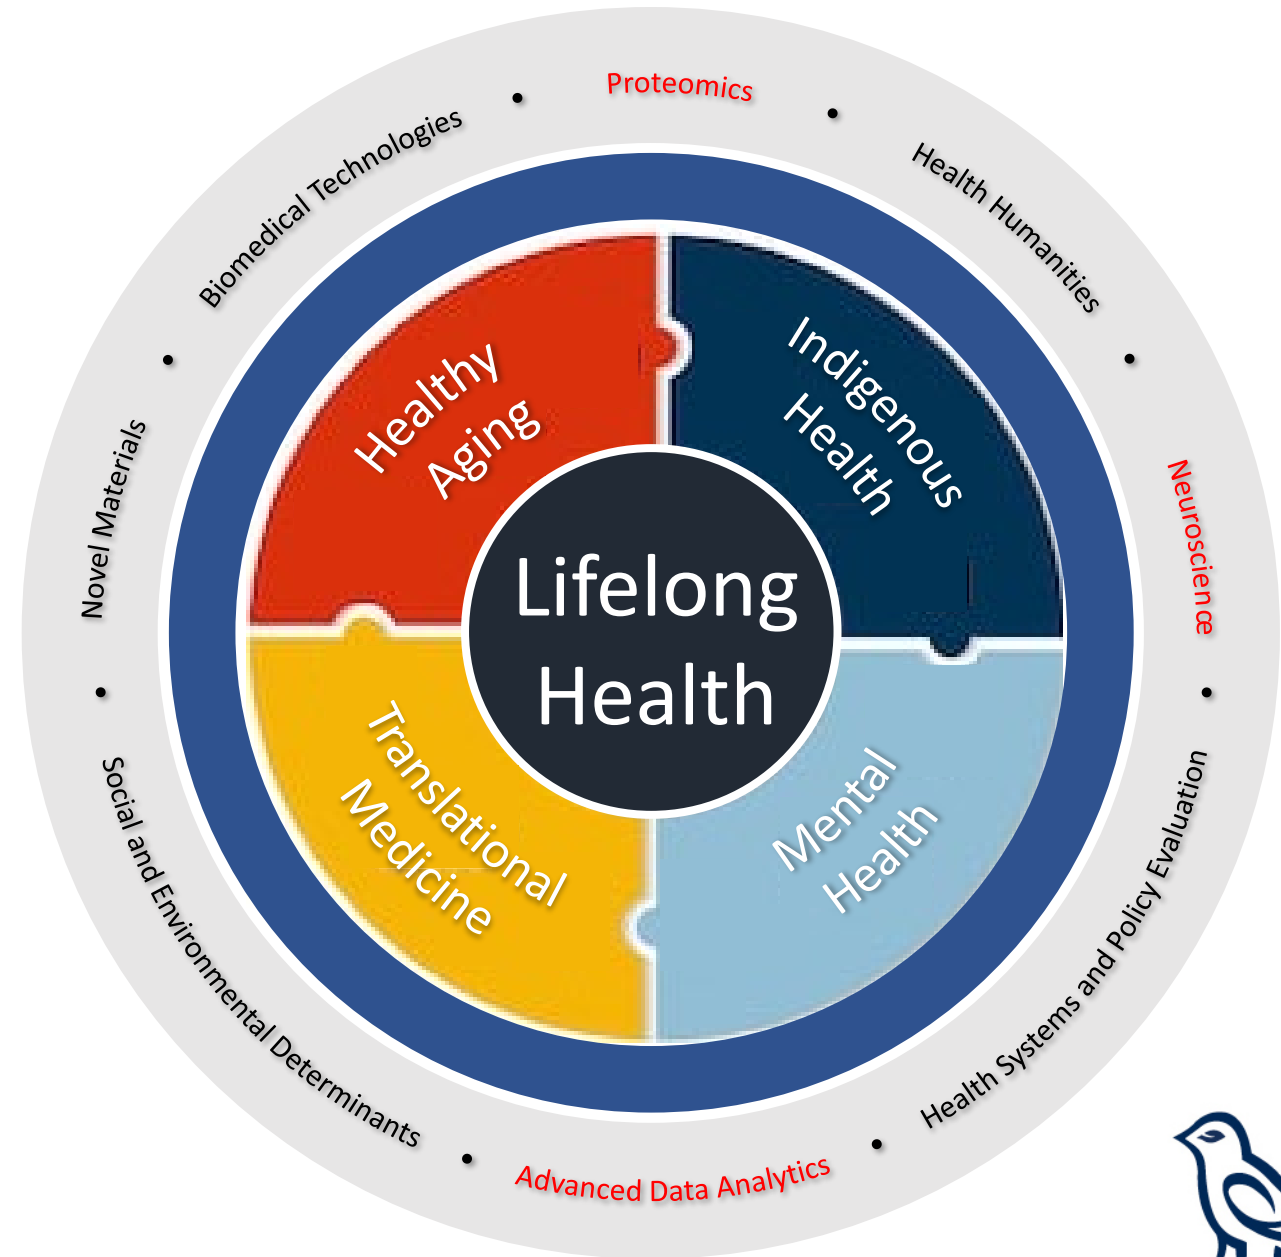 Proteomics
•
Health Humanities
•
Neuroscience
•
Health Systems and Policy Evaluation
•
Advanced Data Analytics
•
Social and Environmental Determinants
•
Novel Materials
•
Biomedical Technologies
•
Healthy
Aging
Indigenous
Health
Lifelong
Health
Translational
Medicine
Mental
Health